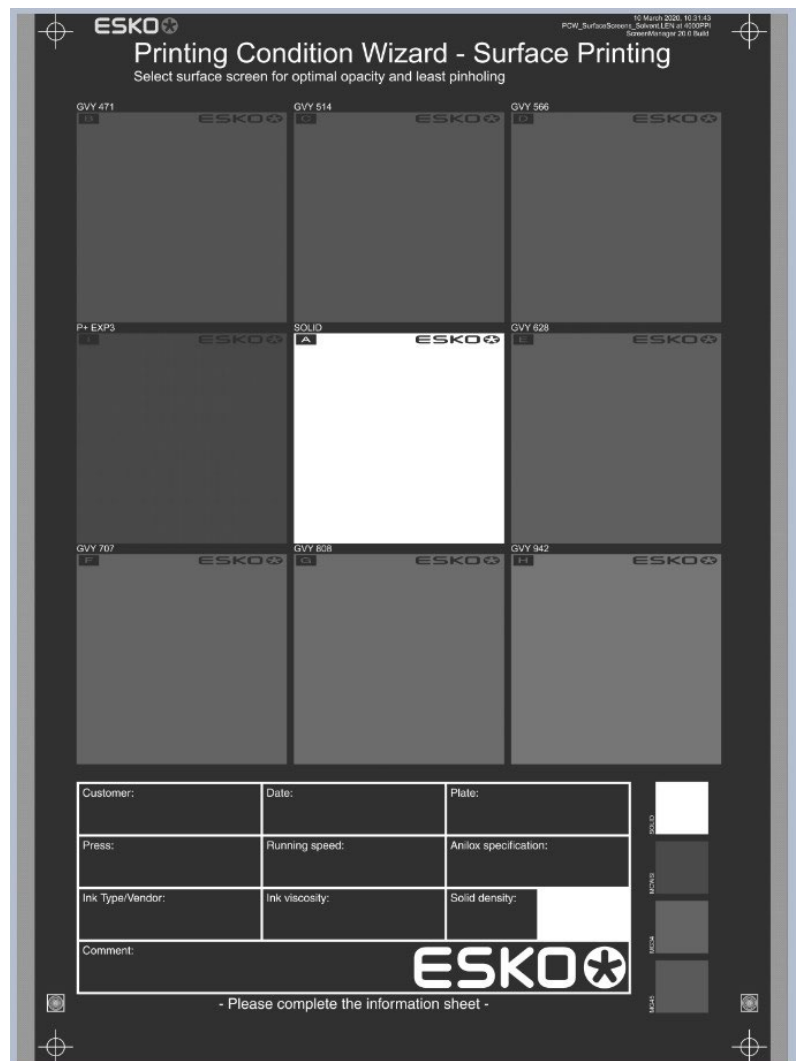 ESKO
10 March 2020, 10:31:43
PCW_SurfaceScreens_Solvent.LEN at 4000PPI
ScreenManager 20.0 Build
Printing Condition Wizard - Surface Printing
Select surface screen for optimal opacity and least pinholing
GVY 471 GVY 514 GVY 566
B ESKO C ESKO D ESKO
P+ EXP3 SOLID GVY 628
I ESKO A ESKO E ESKO
GVY 707 GVY 808 GVY 942
F ESKO G ESKO H ESKO
Customer: Date: Plate:
SOLID
Press: Running speed: Anilox specification:
MCWSI
Ink Type/Vendor: Ink viscosity: Solid density:
MG34
Comment:
ESKO
MG45
- Please complete the information sheet -